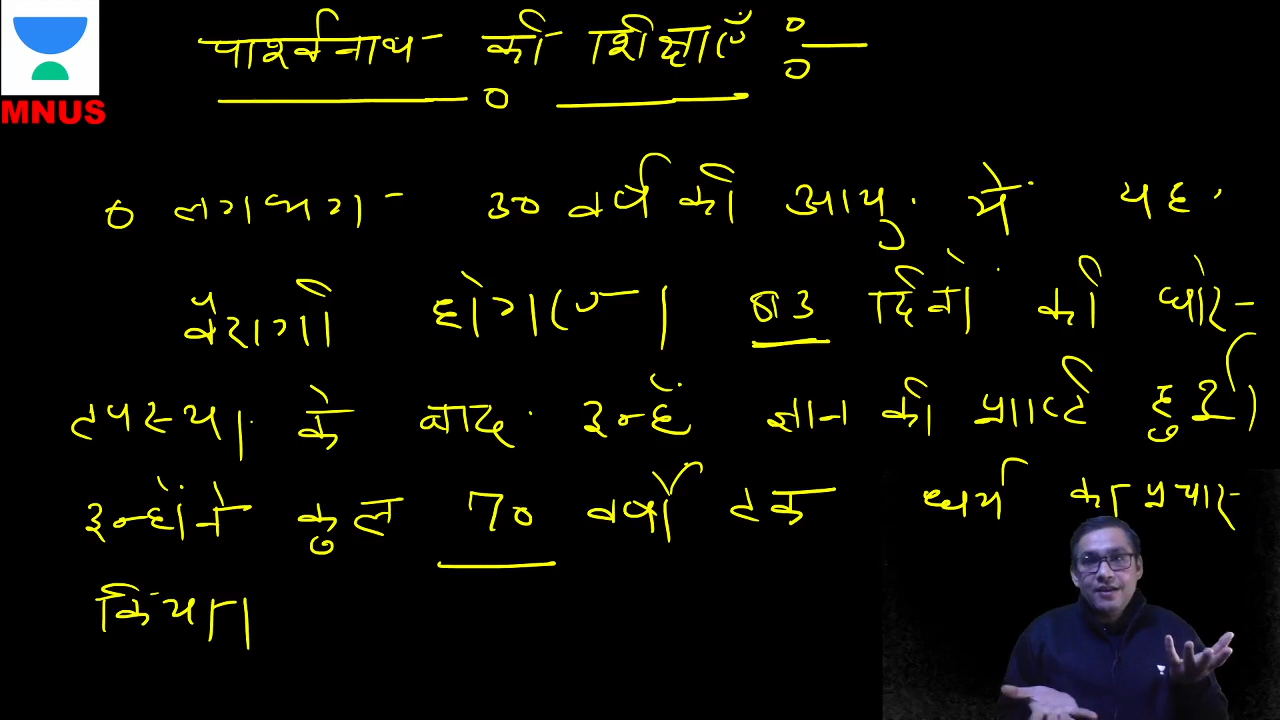 MNUS
पार्श्वनाथ की शिक्षाएँ :-
लगभग 30 वर्ष की आयु में यह
वैरागी हो गए। 83 दिनों की घोर
तपस्या के बाद इन्हें ज्ञान की प्राप्ति हुई।
इन्होंने कुल 70 वर्षों तक धर्म का प्रचार
किया।